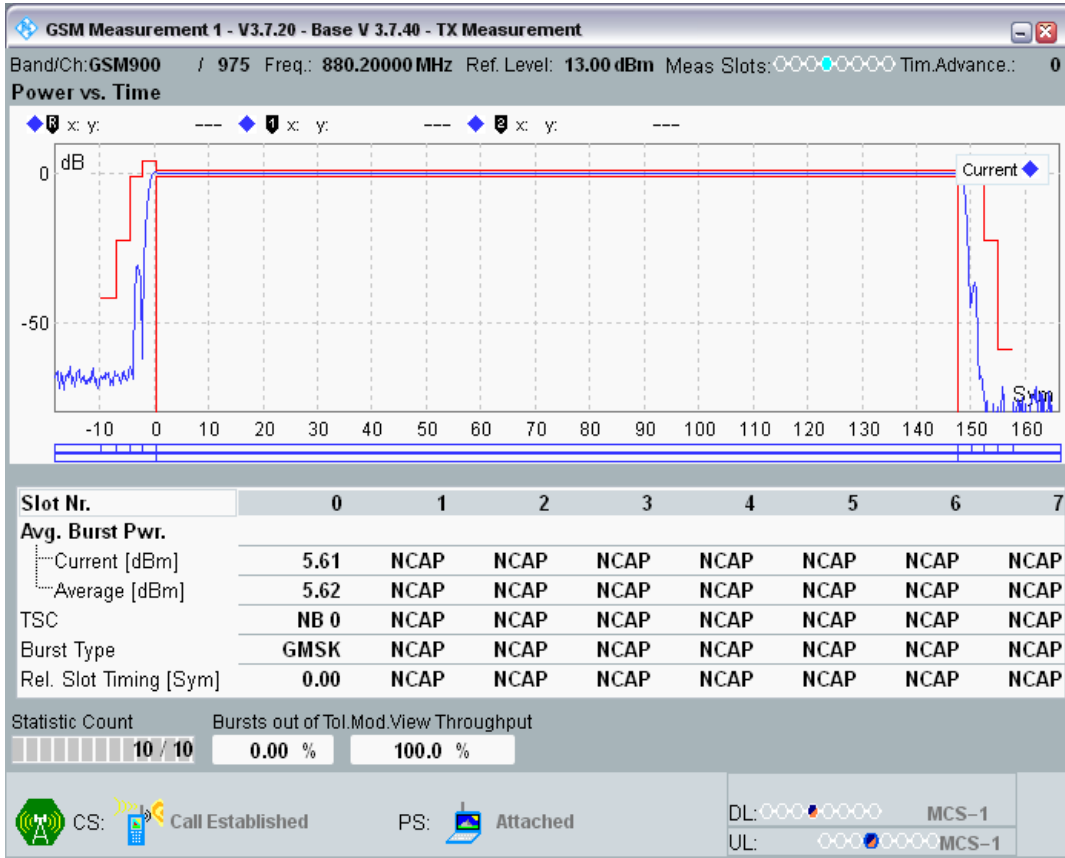 GSM Measurement 1 - V3.7.20 - Base V 3.7.40 - TX Measurement
Band/Ch:GSM900 / 975 Freq.: 880.20000 MHz Ref. Level: 13.00 dBm Meas Slots: Tim.Advance.: 0
Power vs. Time
R x: y: --- 1 x: y: --- 2 x: y: ---
dB
Current
0
-50
Sym
-10 0 10 20 30 40 50 60 70 80 90 100 110 120 130 140 150 160
Slot Nr. 0 1 2 3 4 5 6 7
Avg. Burst Pwr.
Current [dBm] 5.61 NCAP NCAP NCAP NCAP NCAP NCAP NCAP
Average [dBm] 5.62 NCAP NCAP NCAP NCAP NCAP NCAP NCAP
TSC NB 0 NCAP NCAP NCAP NCAP NCAP NCAP NCAP
Burst Type GMSK NCAP NCAP NCAP NCAP NCAP NCAP NCAP
Rel. Slot Timing [Sym] 0.00 NCAP NCAP NCAP NCAP NCAP NCAP NCAP
Statistic Count Bursts out of Tol. Mod.View Throughput
10 / 10 0.00 % 100.0 %
CS: Call Established PS: Attached
DL: MCS-1
UL: MCS-1